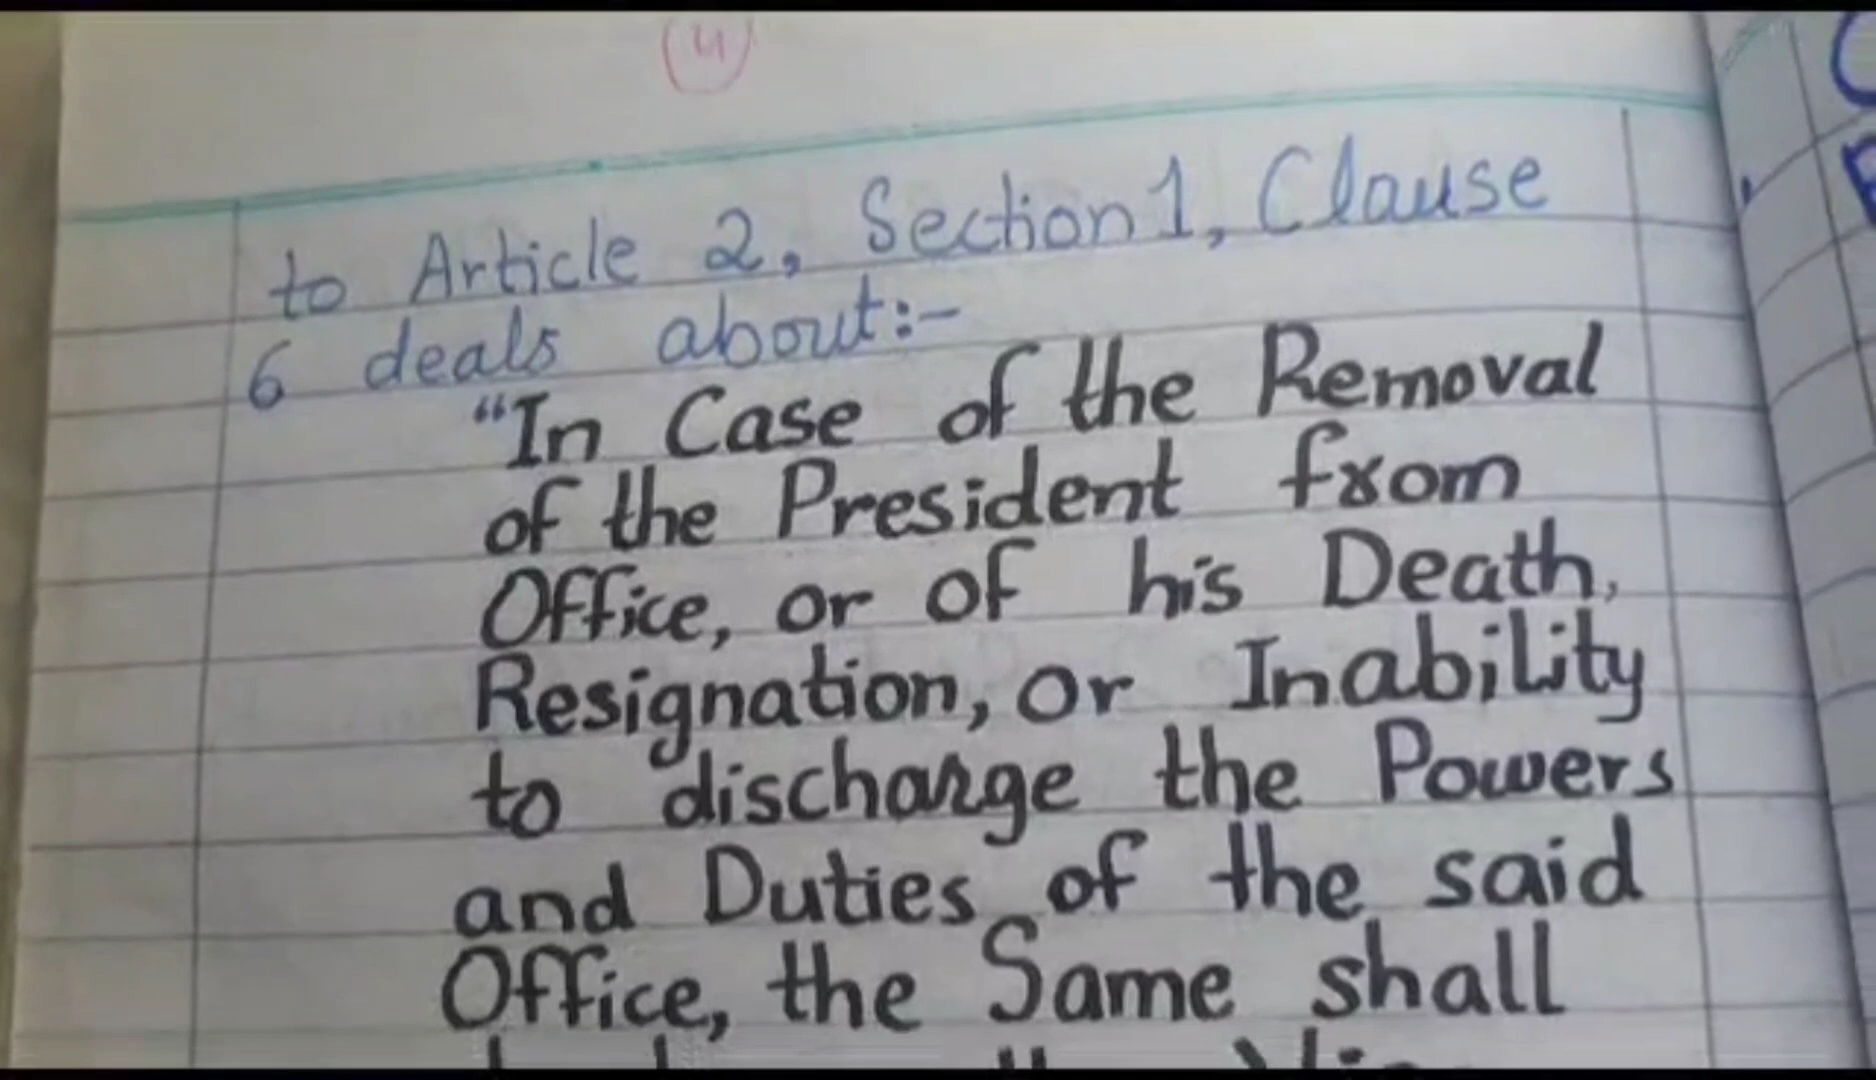 (4)
to Article 2, Section 1, Clause
6 deals about:-
"In Case of the Removal
of the President from
Office, or of his Death,
Resignation, or Inability
to discharge the Powers
and Duties of the said
Office, the Same shall